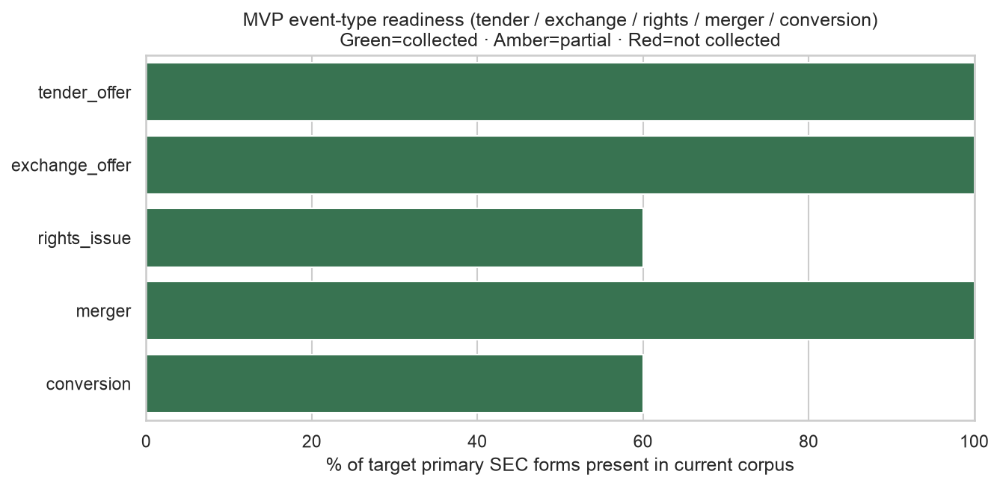 MVP event-type readiness (tender / exchange / rights / merger / conversion)
Green=collected · Amber=partial · Red=not collected
tender_offer
exchange_offer
rights_issue
merger
conversion
0 20 40 60 80 100
% of target primary SEC forms present in current corpus